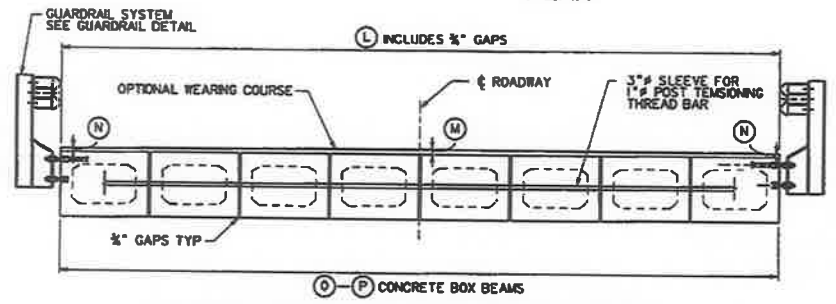 GUARDRAIL SYSTEM
SEE GUARDRAIL DETAIL
L INCLUDES ¾" GAPS
OPTIONAL WEARING COURSE
℄ ROADWAY
3"ø SLEEVE FOR
1"ø POST TEMSIONING
THREAD BAR
N
M
N
¾" GAPS TYP
O–P CONCRETE BOX BEAMS